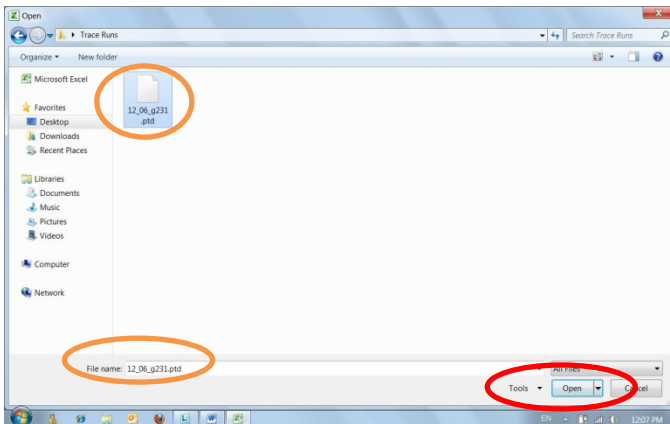 Open
Trace Runs
Search Trace Runs
Organize
New folder
Microsoft Excel
Favorites
Desktop
Downloads
Recent Places
Libraries
Documents
Music
Pictures
Videos
Computer
Network
12_06_g231
.ptd
File name: 12_06_g231.ptd
All Files
Tools
Open
Cancel
EN
12:07 PM